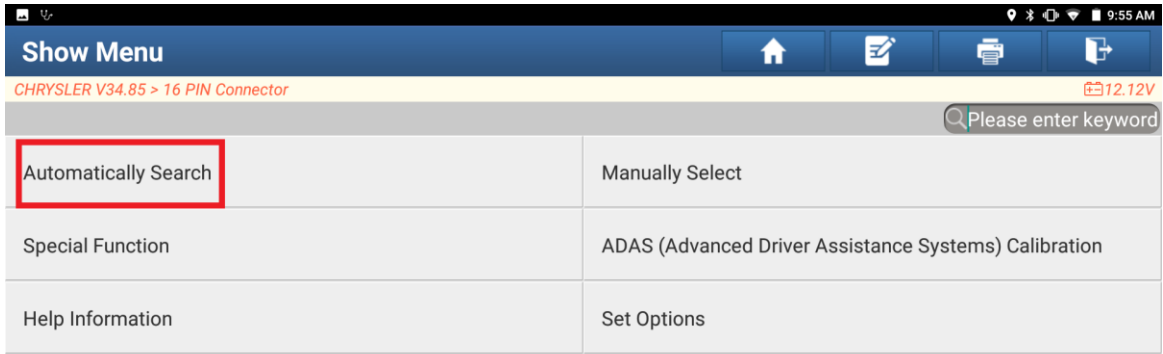 9:55 AM
Show Menu
CHRYSLER V34.85 > 16 PIN Connector
12.12V
Please enter keyword
Automatically Search
Manually Select
Special Function
ADAS (Advanced Driver Assistance Systems) Calibration
Help Information
Set Options